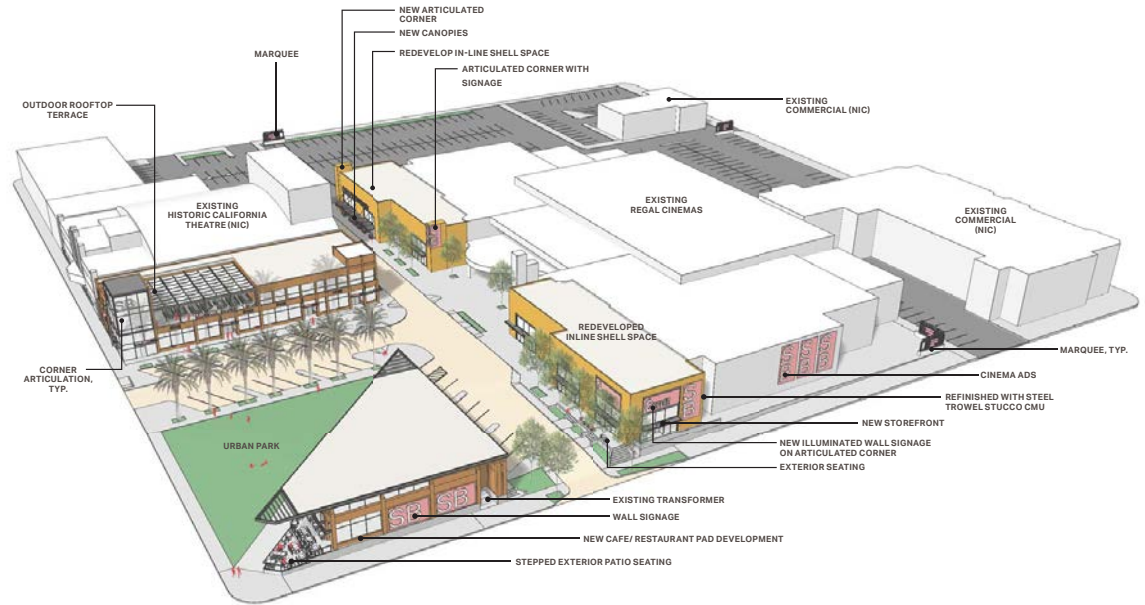 NEW ARTICULATED
CORNER
NEW CANOPIES
MARQUEE
REDEVELOP IN-LINE SHELL SPACE
ARTICULATED CORNER WITH
SIGNAGE
OUTDOOR ROOFTOP
TERRACE
EXISTING
COMMERCIAL (NIC)
EXISTING
HISTORIC CALIFORNIA
THEATRE (NIC)
EXISTING
REGAL CINEMAS
EXISTING
COMMERCIAL
(NIC)
REDEVELOPED
INLINE SHELL SPACE
MARQUEE, TYP.
CORNER
ARTICULATION,
TYP.
CINEMA ADS
REFINISHED WITH STEEL
TROWEL STUCCO CMU
NEW STOREFRONT
URBAN PARK
NEW ILLUMINATED WALL SIGNAGE
ON ARTICULATED CORNER
EXTERIOR SEATING
EXISTING TRANSFORMER
SB SB
WALL SIGNAGE
NEW CAFE/ RESTAURANT PAD DEVELOPMENT
STEPPED EXTERIOR PATIO SEATING